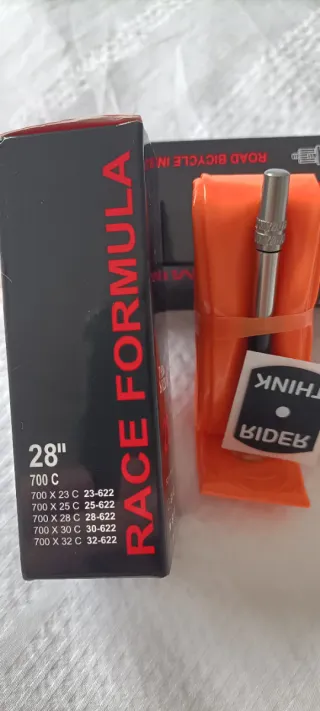 RACE FORMULA
28"
700 C
700 X 23 C 23-622
700 X 25 C 25-622
700 X 28 C 28-622
700 X 30 C 30-622
700 X 32 C 32-622
ROAD BICYCLE
THINK
RIDER